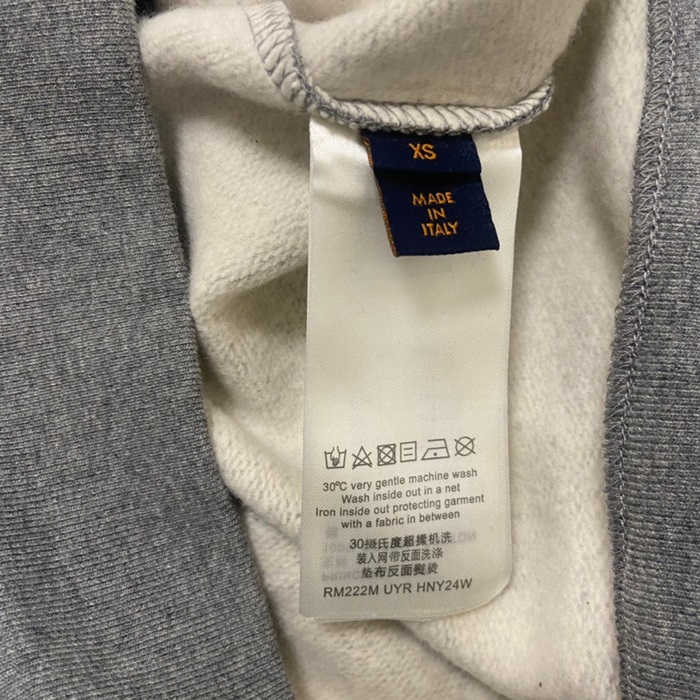 XS
MADE
IN
ITALY
30°C very gentle machine wash
Wash inside out in a net
Iron inside out protecting garment
with a fabric in between
30摄氏度超揉机洗
装入网带反面洗涤
垫布反面熨烫
RM222M UYR HNY24W